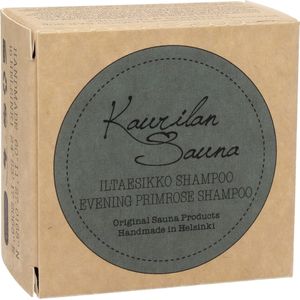 Kaurilan
Sauna
ILTAESIKKO SHAMPOO
EVENING PRIMROSE SHAMPOO
Original Sauna Products
Handmade in Helsinki